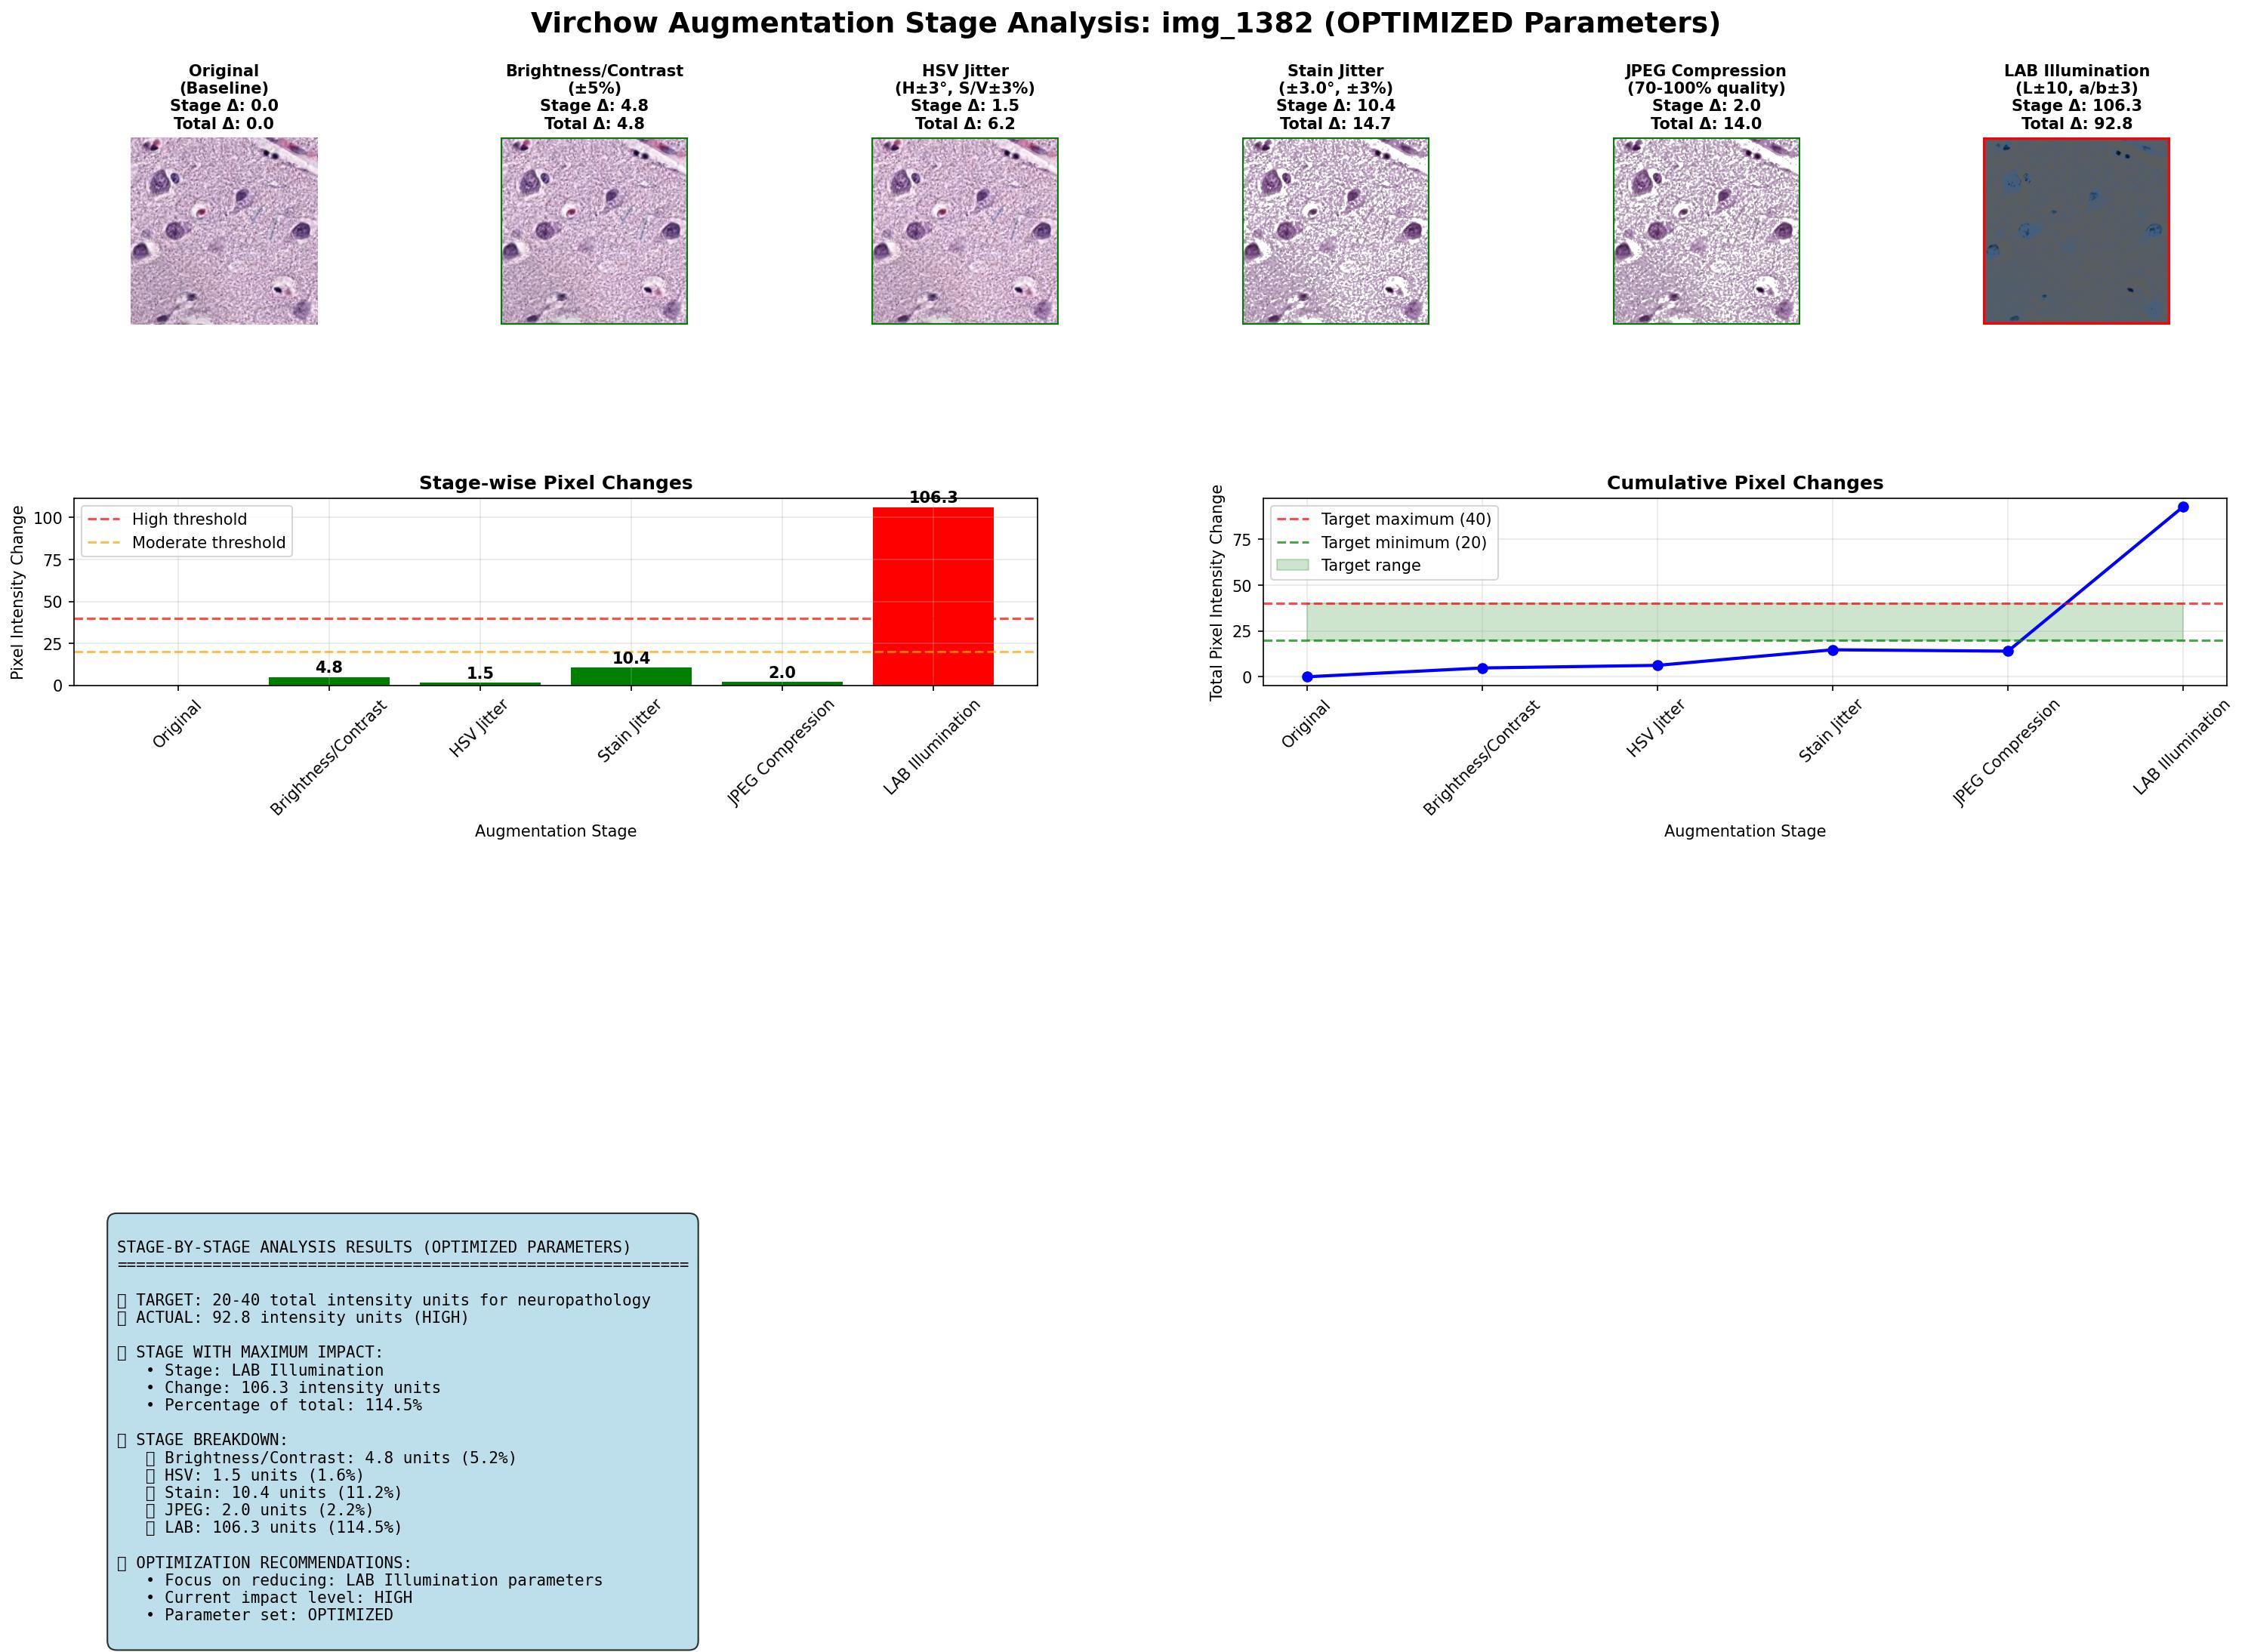 Virchow Augmentation Stage Analysis: img_1382 (OPTIMIZED Parameters)
Original
(Baseline)
Stage Δ: 0.0
Total Δ: 0.0
Brightness/Contrast
(±5%)
Stage Δ: 4.8
Total Δ: 4.8
HSV Jitter
(H±3°, S/V±3%)
Stage Δ: 1.5
Total Δ: 6.2
Stain Jitter
(±3.0°, ±3%)
Stage Δ: 10.4
Total Δ: 14.7
JPEG Compression
(70-100% quality)
Stage Δ: 2.0
Total Δ: 14.0
LAB Illumination
(L±10, a/b±3)
Stage Δ: 106.3
Total Δ: 92.8
Stage-wise Pixel Changes
Pixel Intensity Change
100
75
50
25
0
High threshold
Moderate threshold
4.8
1.5
10.4
2.0
106.3
Original
Brightness/Contrast
HSV Jitter
Stain Jitter
JPEG Compression
LAB Illumination
Augmentation Stage
Cumulative Pixel Changes
Total Pixel Intensity Change
75
50
25
0
Target maximum (40)
Target minimum (20)
Target range
Original
Brightness/Contrast
HSV Jitter
Stain Jitter
JPEG Compression
LAB Illumination
Augmentation Stage
STAGE-BY-STAGE ANALYSIS RESULTS (OPTIMIZED PARAMETERS)
============================================================
▯ TARGET: 20-40 total intensity units for neuropathology
▯ ACTUAL: 92.8 intensity units (HIGH)
▯ STAGE WITH MAXIMUM IMPACT:
• Stage: LAB Illumination
• Change: 106.3 intensity units
• Percentage of total: 114.5%
▯ STAGE BREAKDOWN:
▯ Brightness/Contrast: 4.8 units (5.2%)
▯ HSV: 1.5 units (1.6%)
▯ Stain: 10.4 units (11.2%)
▯ JPEG: 2.0 units (2.2%)
▯ LAB: 106.3 units (114.5%)
▯ OPTIMIZATION RECOMMENDATIONS:
• Focus on reducing: LAB Illumination parameters
• Current impact level: HIGH
• Parameter set: OPTIMIZED